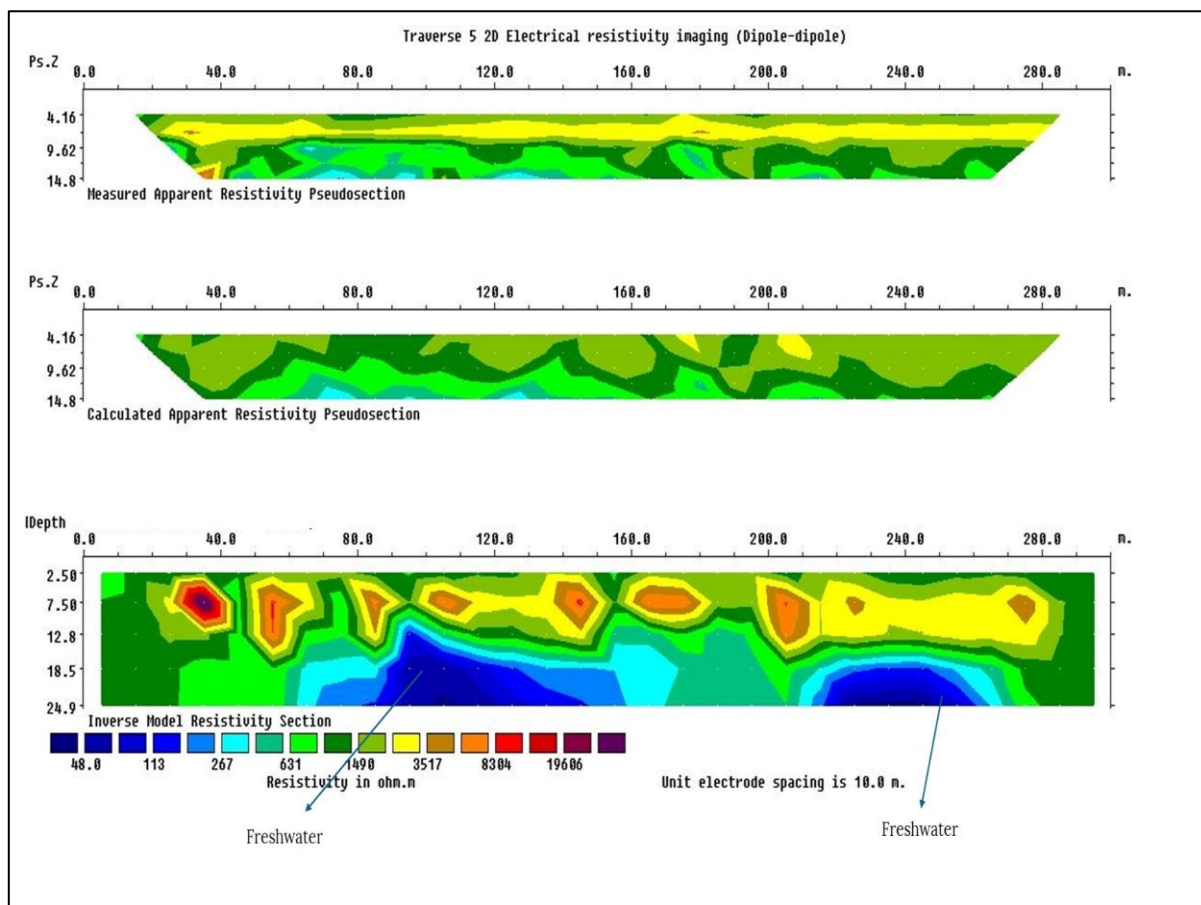 Traverse 5 2D Electrical resistivity imaging (Dipole-dipole)
Ps.Z 0.0 40.0 80.0 120.0 160.0 200.0 240.0 280.0 m.
4.16
9.62
14.8
Measured Apparent Resistivity Pseudosection
Ps.Z 0.0 40.0 80.0 120.0 160.0 200.0 240.0 280.0 m.
4.16
9.62
14.8
Calculated Apparent Resistivity Pseudosection
Depth 0.0 40.0 80.0 120.0 160.0 200.0 240.0 280.0 m.
2.50
7.50
12.8
18.5
24.9
Inverse Model Resistivity Section
48.0 113 267 631 1490 3517 8304 19606
Resistivity in ohm.m Unit electrode spacing is 10.0 m.
Freshwater Freshwater